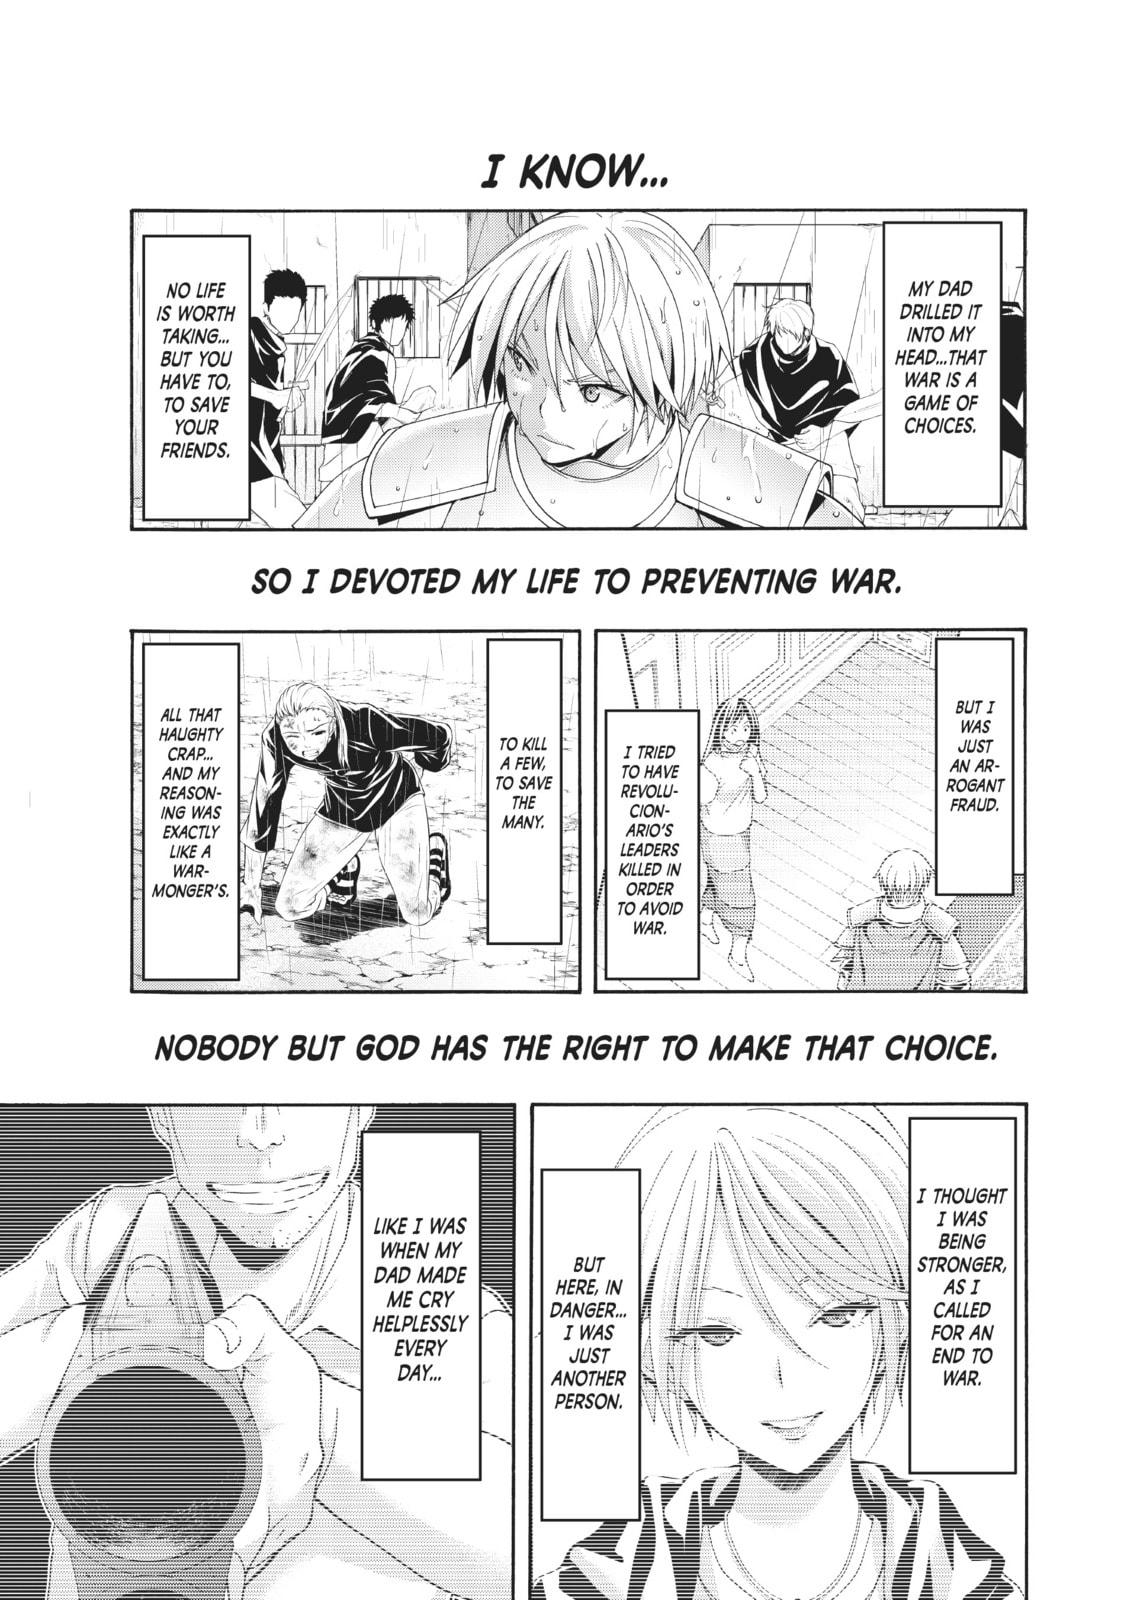 I KNOW...
MY DAD
DRILLED IT
INTO MY
HEAD...THAT
WAR IS A
GAME OF
CHOICES.
NO LIFE
IS WORTH
TAKING...
BUT YOU
HAVE TO,
TO SAVE
YOUR
FRIENDS.
SO I DEVOTED MY LIFE TO PREVENTING WAR.
BUT I
WAS
JUST
AN AR-
ROGANT
FRAUD.
I TRIED
TO HAVE
REVOLU-
CION-
ARIO'S
LEADERS
KILLED IN
ORDER
TO AVOID
WAR.
TO KILL
A FEW,
TO SAVE
THE
MANY.
ALL THAT
HAUGHTY
CRAP...
AND MY
REASON-
ING WAS
EXACTLY
LIKE A
WAR-
MONGER'S.
NOBODY BUT GOD HAS THE RIGHT TO MAKE THAT CHOICE.
I THOUGHT
I WAS
BEING
STRONGER,
AS I
CALLED
FOR AN
END TO
WAR.
BUT
HERE, IN
DANGER...
I WAS
JUST
ANOTHER
PERSON.
LIKE I WAS
WHEN MY
DAD MADE
ME CRY
HELPLESSLY
EVERY
DAY...